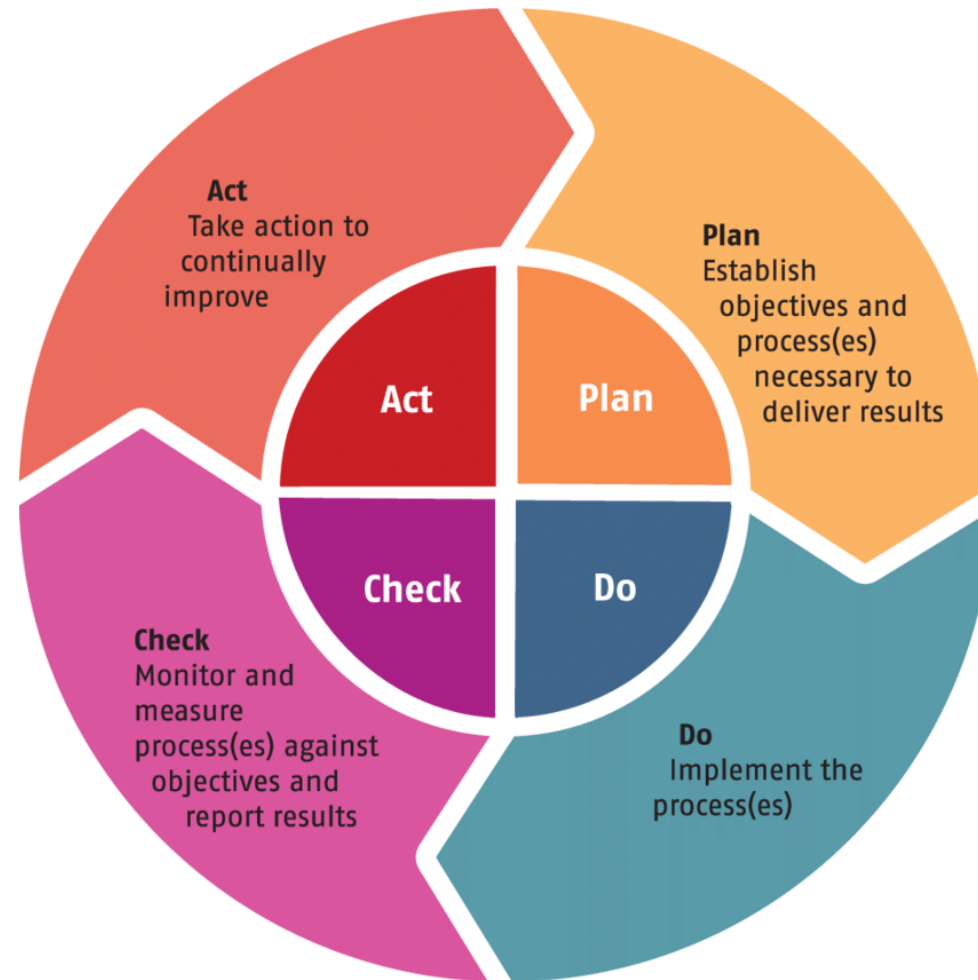 Act
Take action to
continually
improve
Plan
Establish
objectives and
process(es)
necessary to
deliver results
Act
Plan
Check
Do
Check
Monitor and
measure
process(es) against
objectives and
report results
Do
Implement the
process(es)